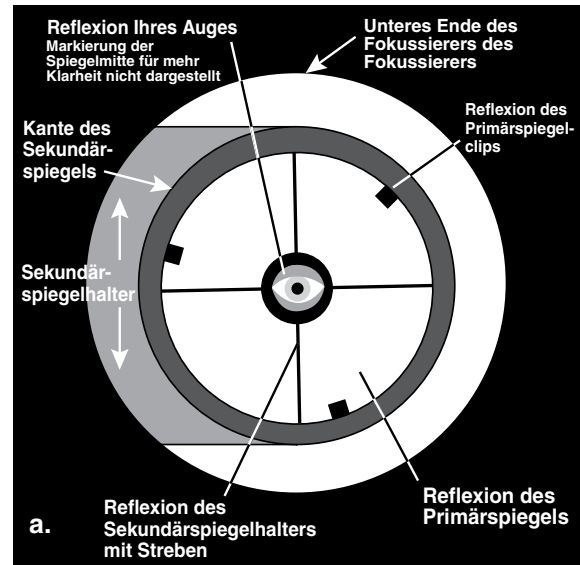 Reflexion Ihres Auges
Markierung der
Spiegelmitte für mehr
Klarheit nicht dargestellt
Unteres Ende des
Fokussierers des
Fokussierers
Reflexion des
Primärspiegel-
clips
Kante des
Sekundär-
spiegels
Sekundär-
spiegelhalter
Reflexion des
Sekundärspiegelhalters
mit Streben
Reflexion des
Primärspiegels
a.